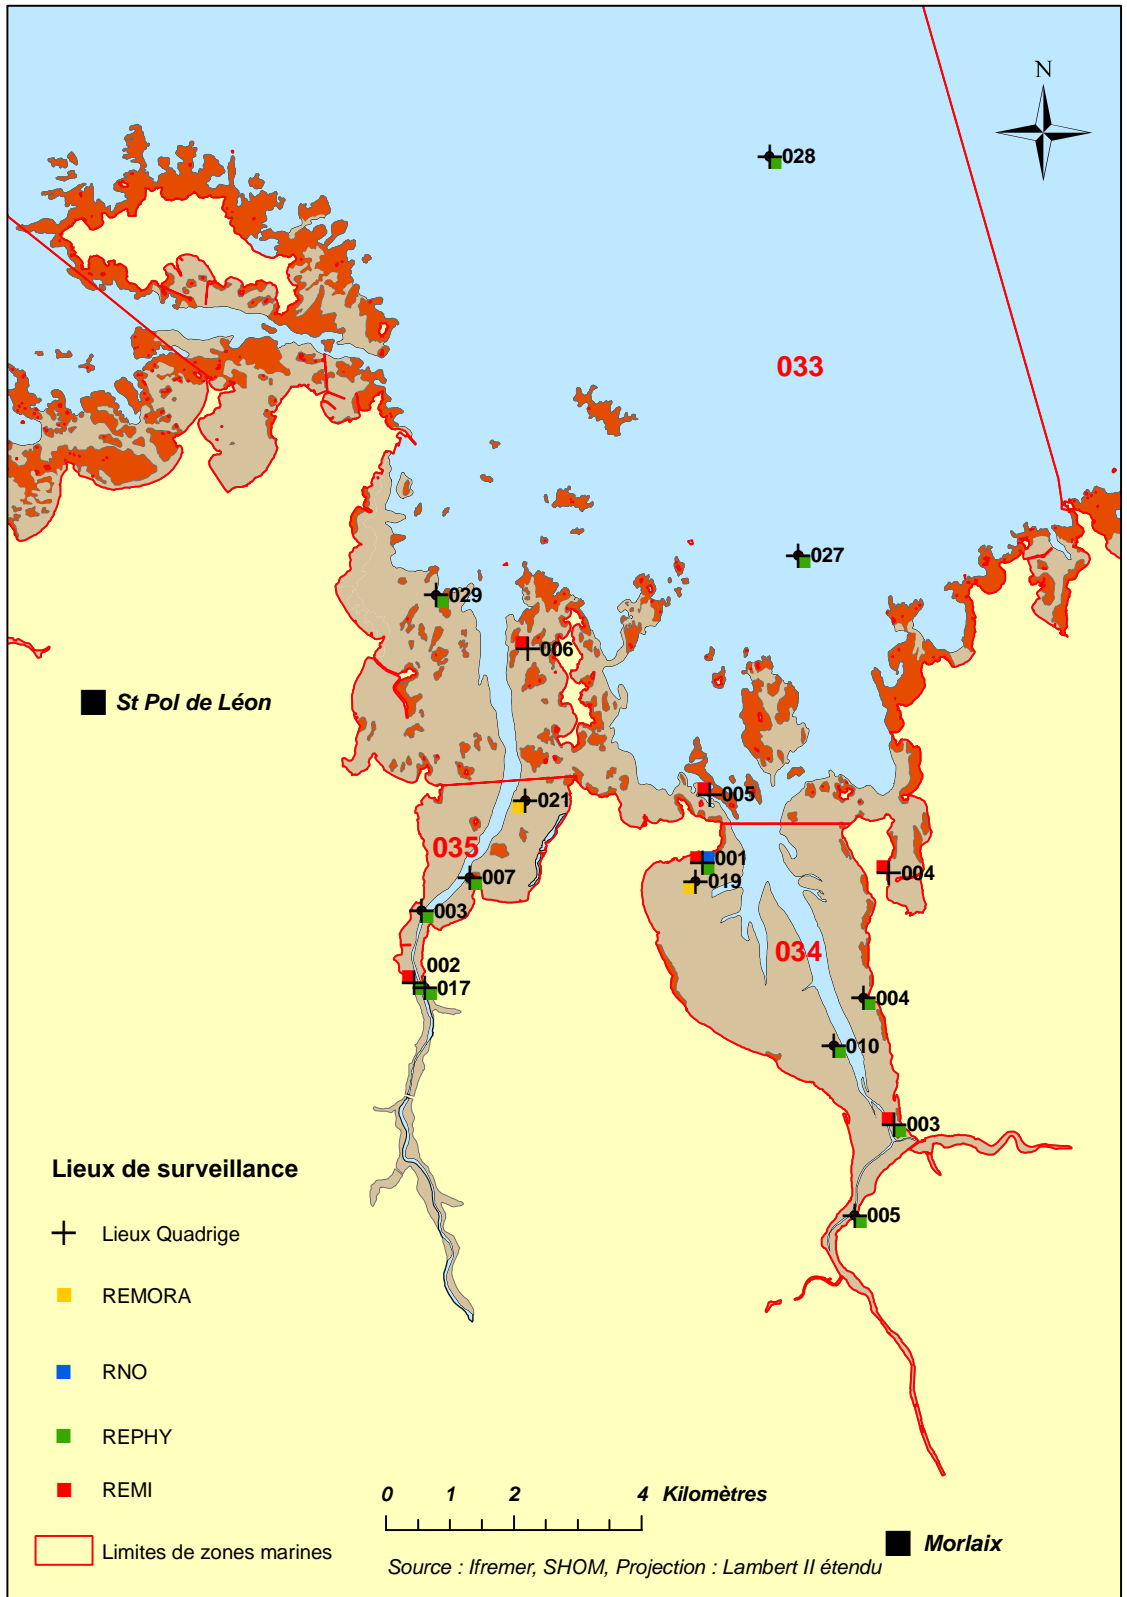 N
028
033
027
029
006
St Pol de Léon
021
005
035
001
007
019
004
003
034
002
017
004
010
003
005
Lieux de surveillance
Lieux Quadrige
REMORA
RNO
REPHY
REMI
Limites de zones marines
0 1 2 4 Kilomètres
Morlaix
Source : Ifremer, SHOM, Projection : Lambert II étendu